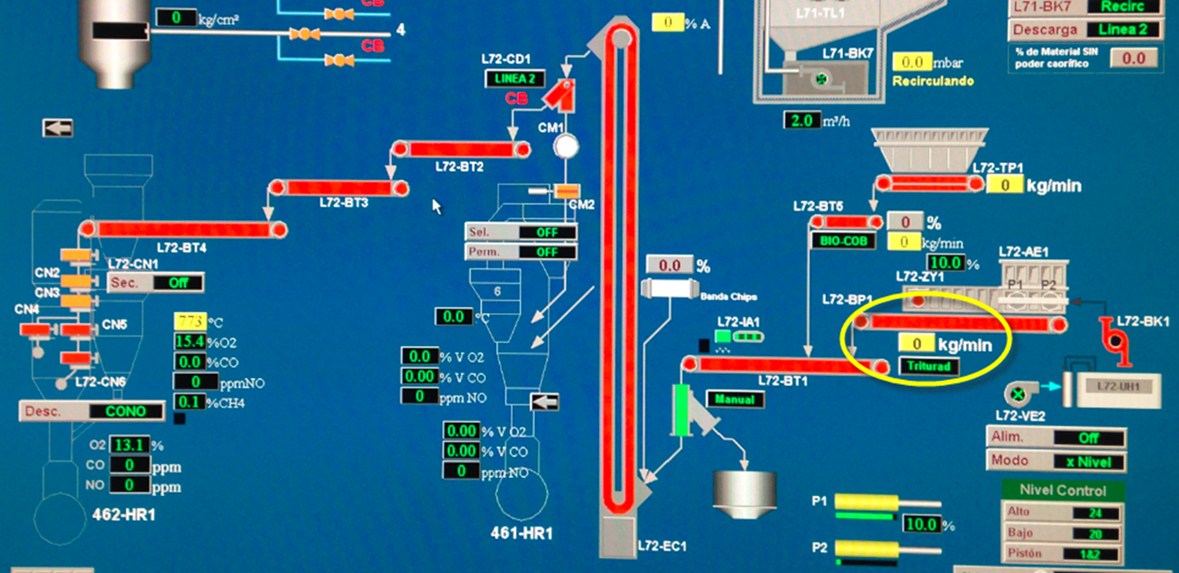 CB
0 kg/cm²
4
CB
0 % A
L71-TL1
L71-BK7 Recirc
Descarga Linea 2
% de Material SIN
poder caorífico 0.0
L71-BK7
0.0 mbar
Recirculando
2.0 m³/h
L72-CD1
LINEA 2
CB
CM1
L72-BT2
L72-TP1
0 kg/min
L72-BT3
CM2
L72-BT5
0 %
BIO-COB
0 kg/min
10.0 %
L72-BT4
Sel. OFF
Perm. OFF
L72-AE1
P1 P2
L72-ZY1
CN2
L72-CN1
Sec. Off
CN3
6
0.0 %
Banda Chips
L72-BP1
CN4
CN5
773 °C
15.4 %O2
0.0 %CO
0 ppmNO
0.1 %CH4
0.0 °C
L72-IA1
0 kg/min
Triturad
L72-BK1
L72-CN6
0.0 % V O2
0.00 % V CO
0 ppm NO
L72-BT1
Manual
L72-UH1
L72-VE2
Desc. CONO
O2 13.1 %
CO 0 ppm
NO 0 ppm
0.00 % V O2
0.00 % V CO
0 ppm NO
Alim. Off
Modo x Nivel
Nivel Control
Alto 24
Bajo 20
Pistón 1&2
P1
10.0 %
P2
462-HR1
461-HR1
L72-EC1